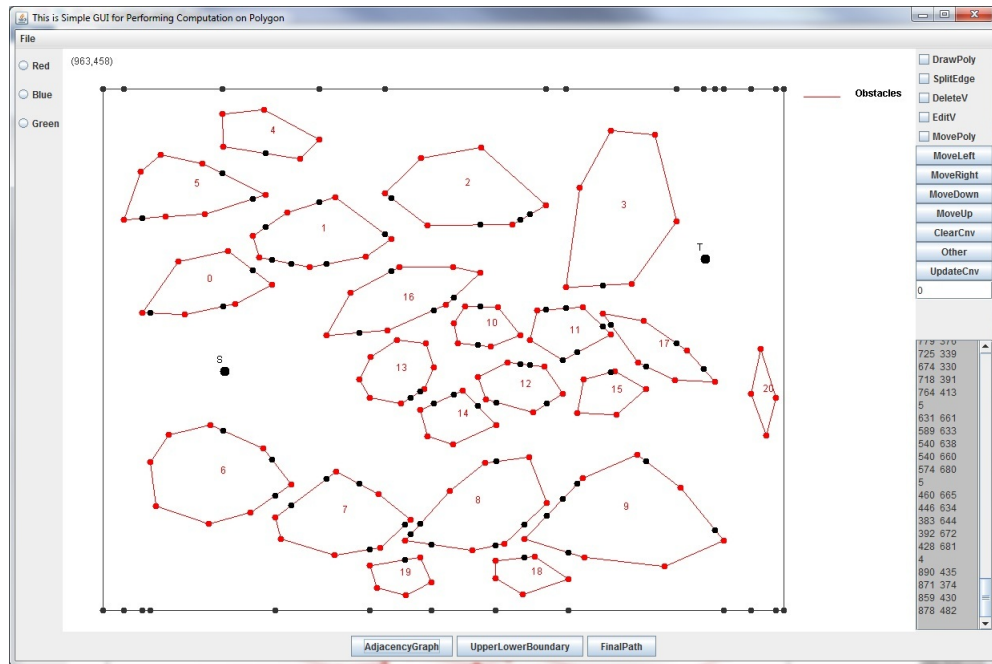 This is Simple GUI for Performing Computation on Polygon
File
Red
Blue
Green
(963,458)
Obstacles
4
5
2
3
1
T
0
16
10
11
17
S
13
12
15
20
14
6
7
8
9
19
18
DrawPoly
SplitEdge
DeleteV
EditV
MovePoly
MoveLeft
MoveRight
MoveDown
MoveUp
ClearCnv
Other
UpdateCnv
0
779 370
725 339
674 330
718 391
764 413
5
631 661
589 633
540 638
540 660
574 680
5
460 665
446 634
383 644
392 672
428 681
4
890 435
871 374
859 430
878 482
AdjacencyGraph
UpperLowerBoundary
FinalPath